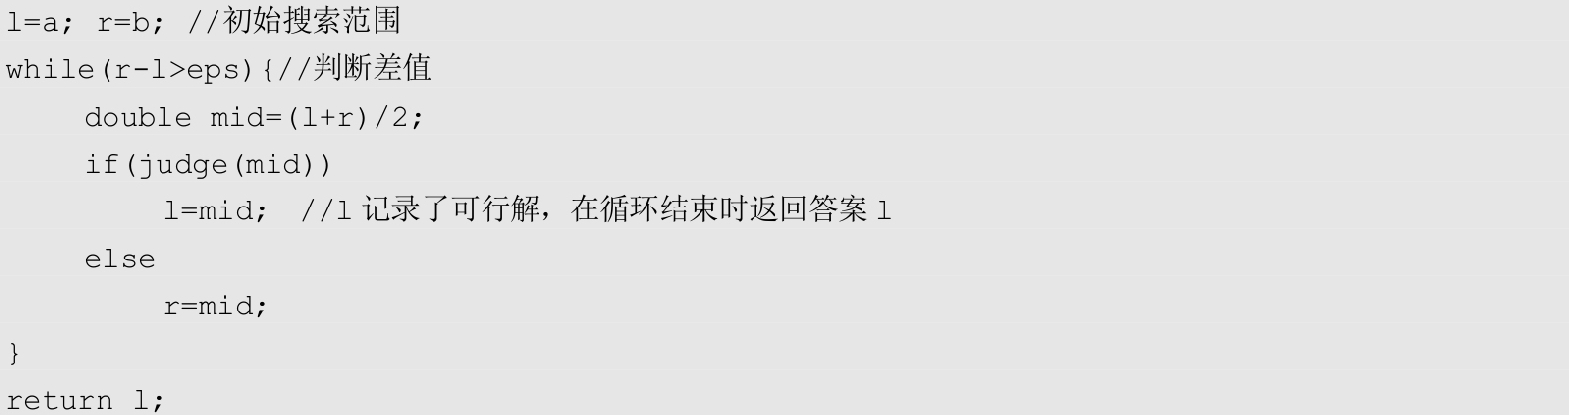 l=a; r=b; //初始搜索范围
while(r-l>eps){//判断差值
double mid=(l+r)/2;
if(judge(mid))
l=mid; //l 记录了可行解，在循环结束时返回答案 l
else
r=mid;
}
return l;